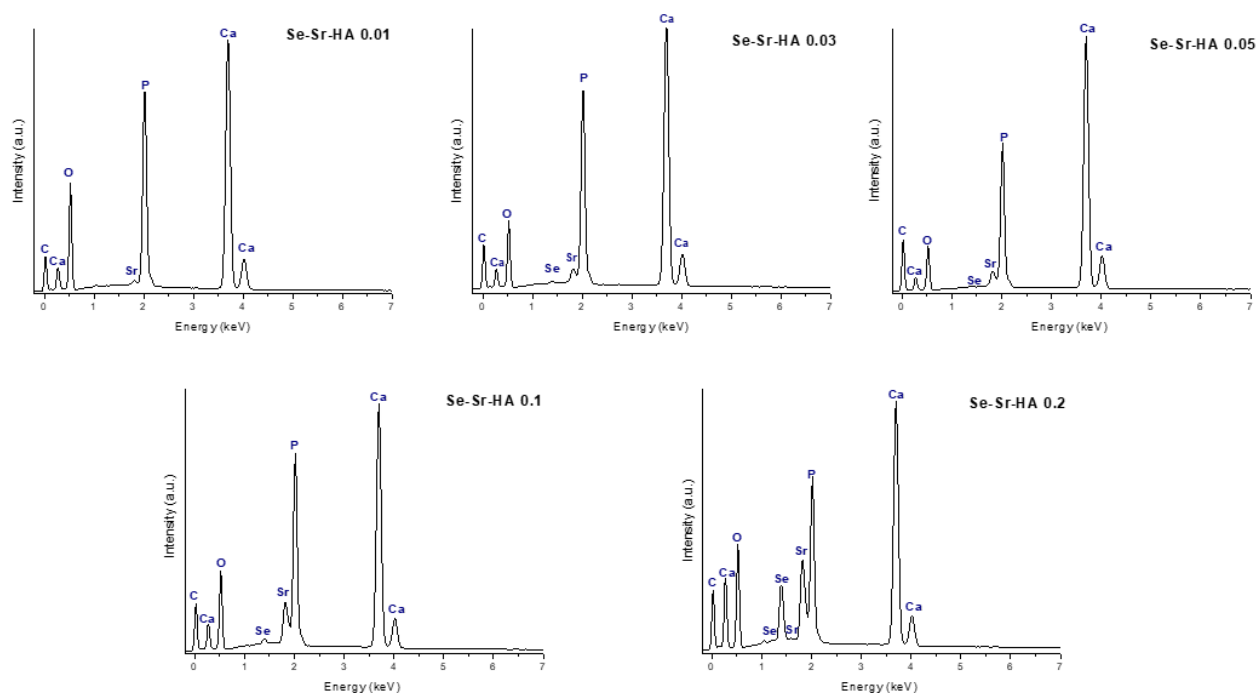 Se-Sr-HA 0.01
Intensity (a.u.)
C
Ca
O
Sr
P
Ca
Ca
0 1 2 3 4 5 6 7
Energy (keV)
Se-Sr-HA 0.03
Intensity (a.u.)
C
Ca
O
Se
Sr
P
Ca
Ca
0 1 2 3 4 5 6 7
Energy (keV)
Se-Sr-HA 0.05
Intensity (a.u.)
C
Ca
O
Se
Sr
P
Ca
Ca
0 1 2 3 4 5 6 7
Energy (keV)
Se-Sr-HA 0.1
Intensity (a.u.)
C
Ca
O
Se
Sr
P
Ca
Ca
0 1 2 3 4 5 6 7
Energy (keV)
Se-Sr-HA 0.2
Intensity (a.u.)
C
Ca
O
Se
Se
Sr
Sr
P
Ca
Ca
0 1 2 3 4 5 6 7
Energy (keV)